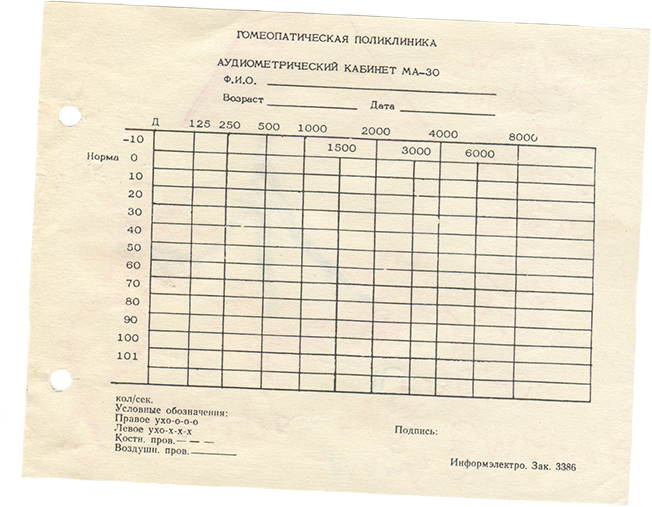 ГОМЕОПАТИЧЕСКАЯ ПОЛИКЛИНИКА
АУДИОМЕТРИЧЕСКИЙ КАБИНЕТ МА-30
Ф.И.О.
Возраст Дата
Д 125 250 500 1000 2000 4000 8000
-10
1500 3000 6000
Норма 0
10
20
30
40
50
60
70
80
90
100
101
кол/сек.
Условные обозначения:
Правое ухо-о-о-о
Левое ухо-х-х-х
Подпись:
Костн. пров.— — —
Воздушн. пров.
Информэлектро. Зак. 3386